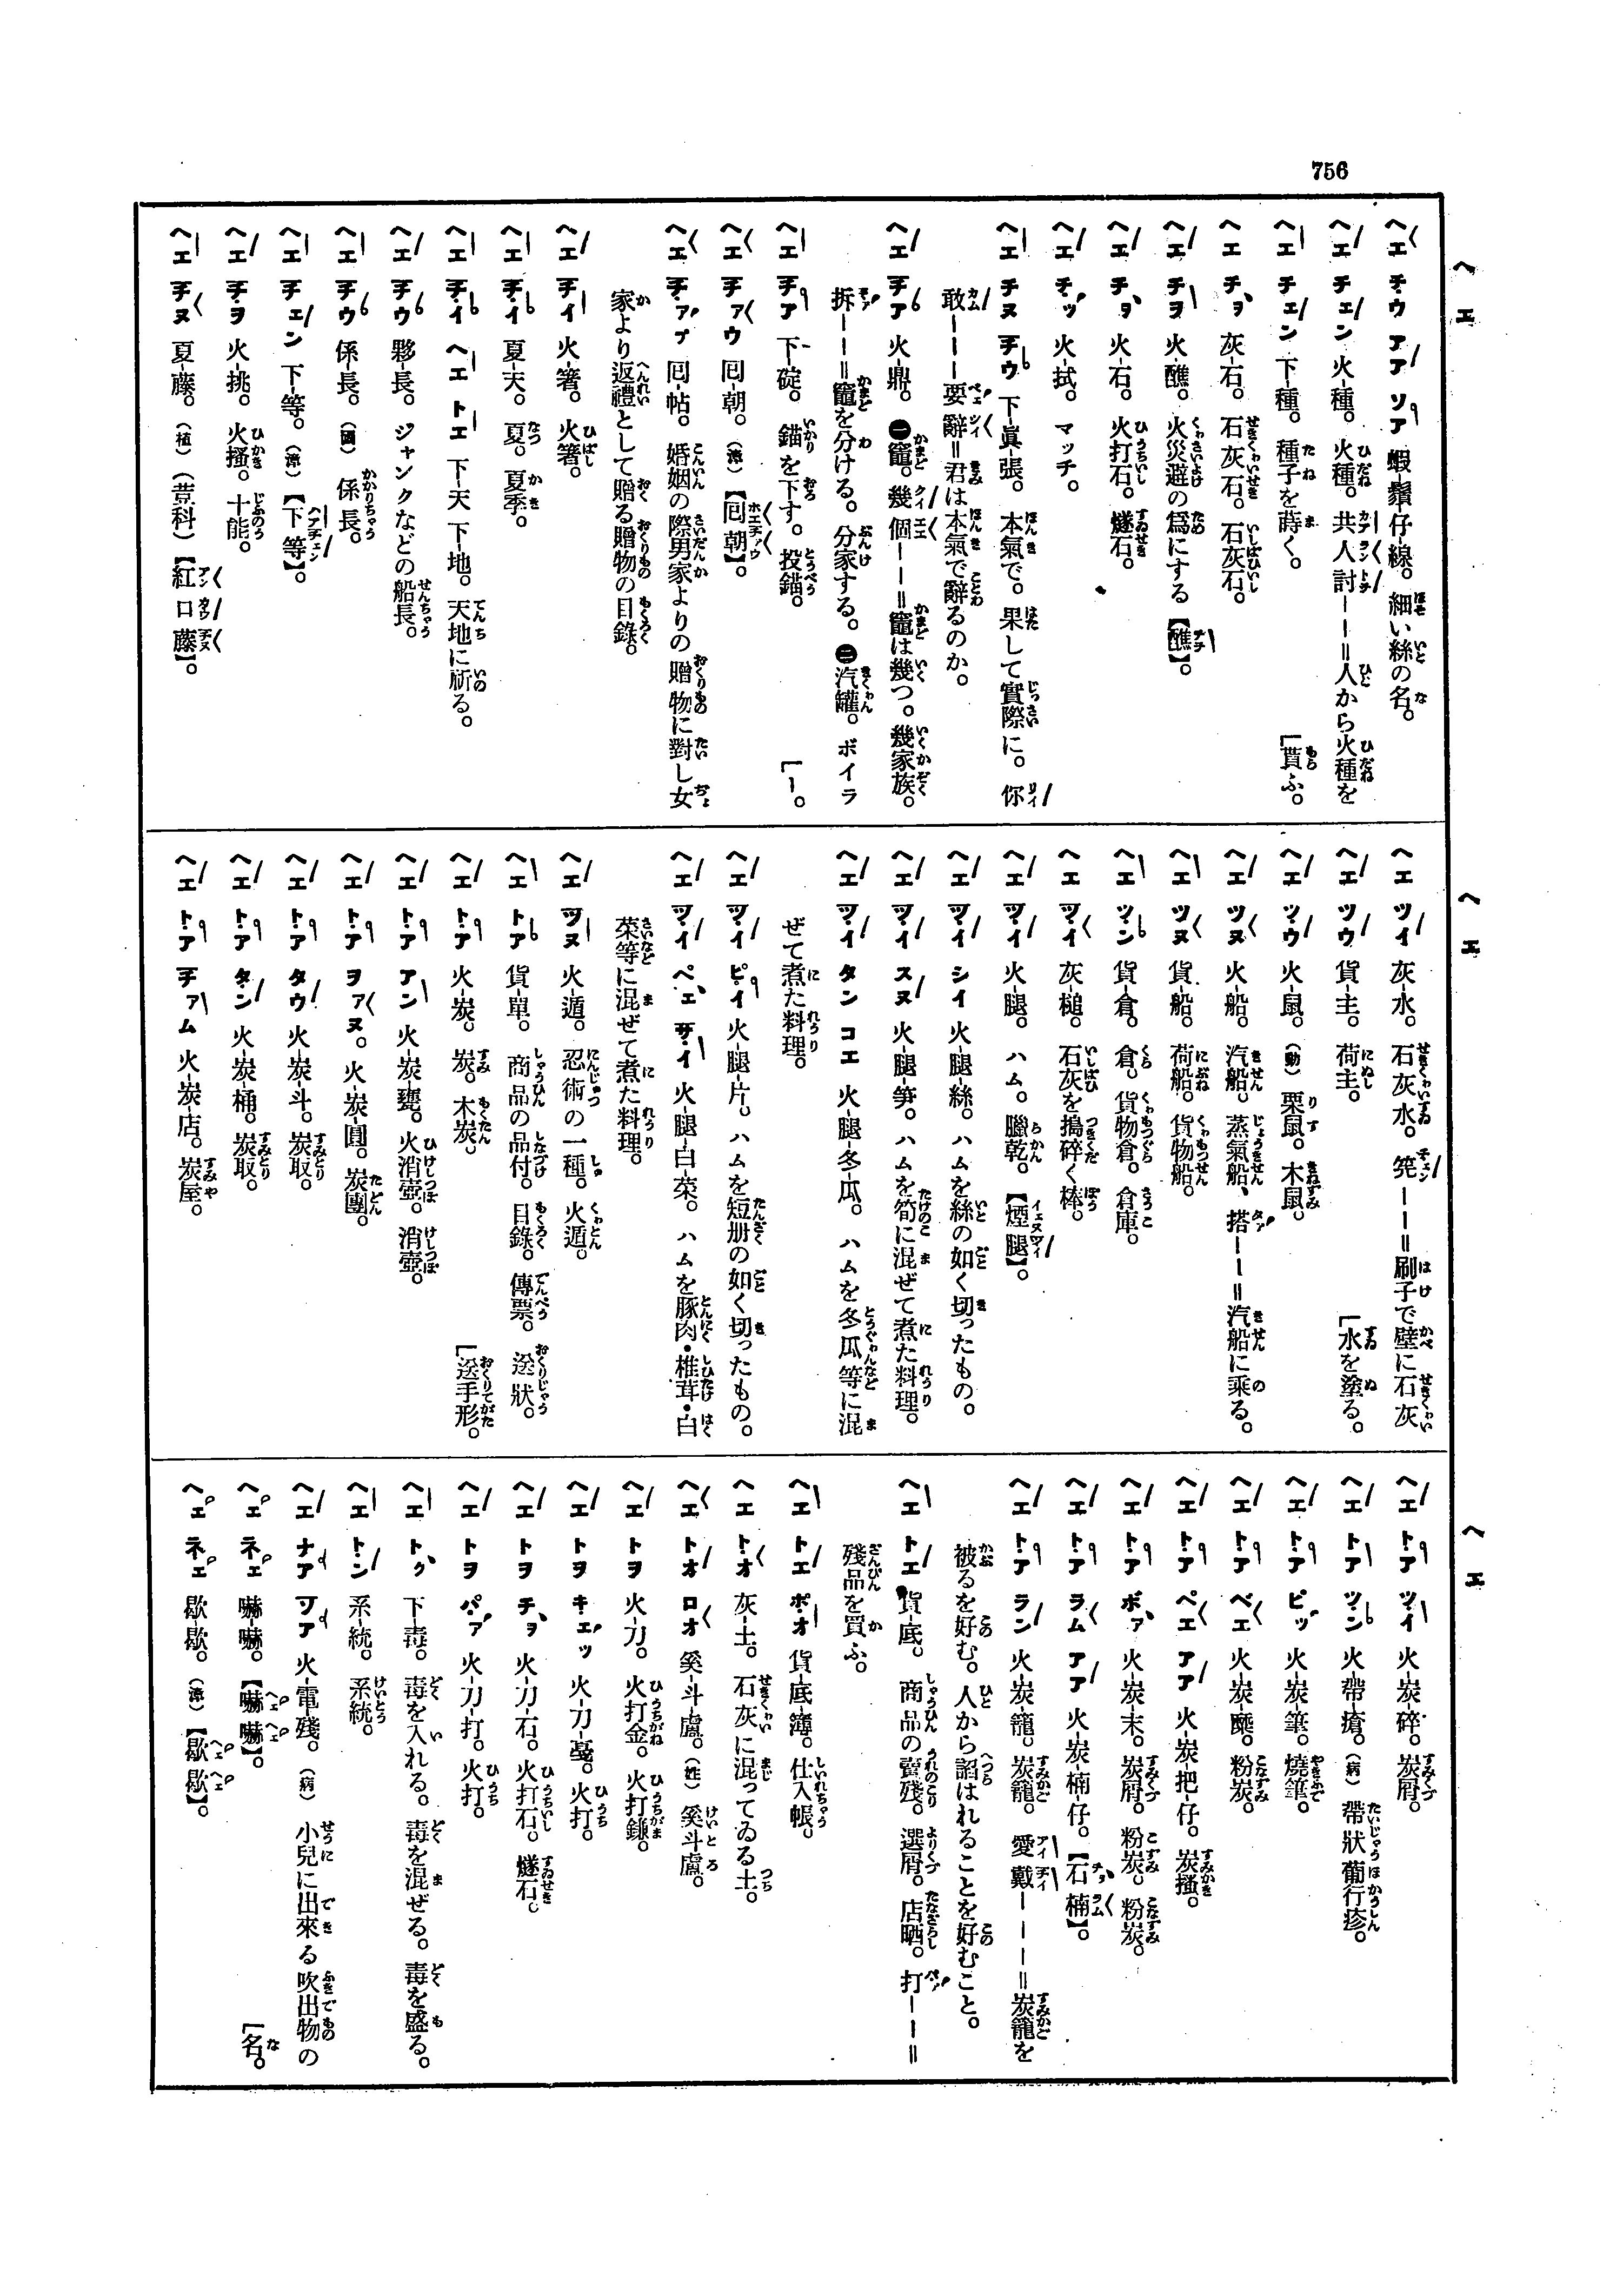 756
ヘエ
ヘエ チウ アア ソア 蝦-鬚-仔-線。 細い絲の名。
ヘエ チエン 火-種。 火種。 共人討——＝人から火種を
ヘエ チエン 下-種。 種子を蒔く。 ［貰ふ。
ヘエ チヲ 灰-石。 石灰石。 石灰石。
ヘエ チヲ 火-醮。 火災避の爲にする【醮】。
ヘエ チヲ 火-石。 火打石。 燧石。
ヘエ チッ 火-拭。 マッチ。
ヘエ チヌ チウ 下-眞-張。 本氣で。 果して實際に。 你
敢———要辭＝君は本氣で辭るのか。
ヘエ チア 火-鼎。 ㊀竈。 幾個——＝竈は幾つ。 幾家族。
拆——＝竈を分ける。 分家する。 ㊁汽罐。 ボイラ
ヘエ チア 下-碇。 錨を下す。 投錨。 ［ー。
ヘエ チアウ 囘-朝。 (漳)【囘朝】。
ヘエ チアプ 囘-帖。 婚姻の際男家よりの贈物に對し女
家より返禮として贈る贈物の目錄。
ヘエ チイ 火-箸。 火箸。
ヘエ チイ 夏-天。 夏。 夏季。
ヘエ チイ ヘエ トエ 下-天 下-地。 天地に祈る。
ヘエ チウ 夥-長。 ジャンクなどの船長。
ヘエ チウ 係-長。 (國) 係長。
ヘエ チエン 下-等。 (漳)【下等】。
ヘエ チヲ 火-挑。 火搔。 十能。
ヘエ チヌ 夏-藤。 (植) (荳科)【紅口藤】。
ヘエ
ヘエ ツイ 灰-水。 石灰水。 筅——＝刷子で壁に石灰
ヘエ ツウ 貨-主。 荷主。 ［水を塗る。
ヘエ ツウ 火-鼠。 (動) 栗鼠。 木鼠。
ヘエ ツヌ 火-船。 汽船。 蒸氣船、 搭——＝汽船に乘る。
ヘエ ツヌ 貨-船。 荷船。 貨物船。
ヘエ ツン 貨-倉。 倉。 貨物倉。 倉庫。
ヘエ ツイ 灰-槌。 石灰を搗碎く棒。
ヘエ ツイ 火-腿。 ハム。 臘乾。【煙腿】。
ヘエ ツイ シイ 火-腿-絲。 ハムを絲の如く切ったもの。
ヘエ ツイ スヌ 火-腿-笋。 ハムを筍に混ぜて煮た料理。
ヘエ ツイ タン コエ 火-腿-冬-瓜。 ハムを冬瓜等に混
ぜて煮た料理。
ヘエ ツイ ピイ 火-腿-片。 ハムを短册の如く切ったもの。
ヘエ ツイ ペエ サイ 火-腿-白-菜。 ハムを豚肉・椎茸・白
菜等に混ぜて煮た料理。
ヘエ ツヌ 火-遁。 忍術の一種。 火遁。
ヘエ トア 貨-單。 商品の品付。 目錄。 傳票。 送狀。
ヘエ トア 火-炭。 炭。 木炭。 ［送手形。
ヘエ トア アン 火-炭-甕。 火消壺。 消壺。
ヘエ トア ヲアヌ。 火-炭-圓。 炭團。
ヘエ トア タウ 火-炭-斗。 炭取。
ヘエ トア タン 火-炭-桶。 炭取。
ヘエ トア チアム 火-炭-店。 炭屋。
ヘエ
ヘエ トア ツイ 火-炭-碎。 炭屑。
ヘエ トア ツン 火-帶-瘡。 (病) 帶狀葡行疹。
ヘエ トア ピッ 火-炭-筆。 燒筆。
ヘエ トア ベエ 火-炭-麼。 粉炭。
ヘエ トア ペエ アア 火-炭-把-仔。 炭搔。
ヘエ トア ボア 火-炭-末。 炭屑。 粉炭。 粉炭。
ヘエ トア ラム アア 火-炭-楠-仔。【石楠】。
ヘエ トア ラン 火-炭-籠。 炭籠。 愛戴———＝炭籠を
被るを好む。 人から諂はれることを好むこと。
ヘエ トエ 貨-底。 商品の賣殘。 選屑。 店晒。 打——＝
殘品を買ふ。
ヘエ トエ ポオ 貨-底-簿。 仕入帳。
ヘエ トオ 灰-土。 石灰に混ってゐる土。
ヘエ トオ ロオ 奚-斗-盧。 (姓) 奚斗盧。
ヘエ トヲ 火-刀。 火打金。 火打鎌。
ヘエ トヲ キエッ 火-刀-戞。 火打。
ヘエ トヲ チヲ 火-刀-石。 火打石。 燧石。
ヘエ トヲ パア 火-刀-打。 火打。
ヘエ トク 下-毒。 毒を入れる。 毒を混ぜる。 毒を盛る。
ヘエ トン 系-統。 系統。
ヘエ ナア ツア 火-電-殘。 (病) 小兒に出來る吹出物の
ヘエ ネエ 嚇-嚇。【嚇嚇】。 ［名。
ヘエ ネエ 歇-歇。 (漳)【歇歇】。